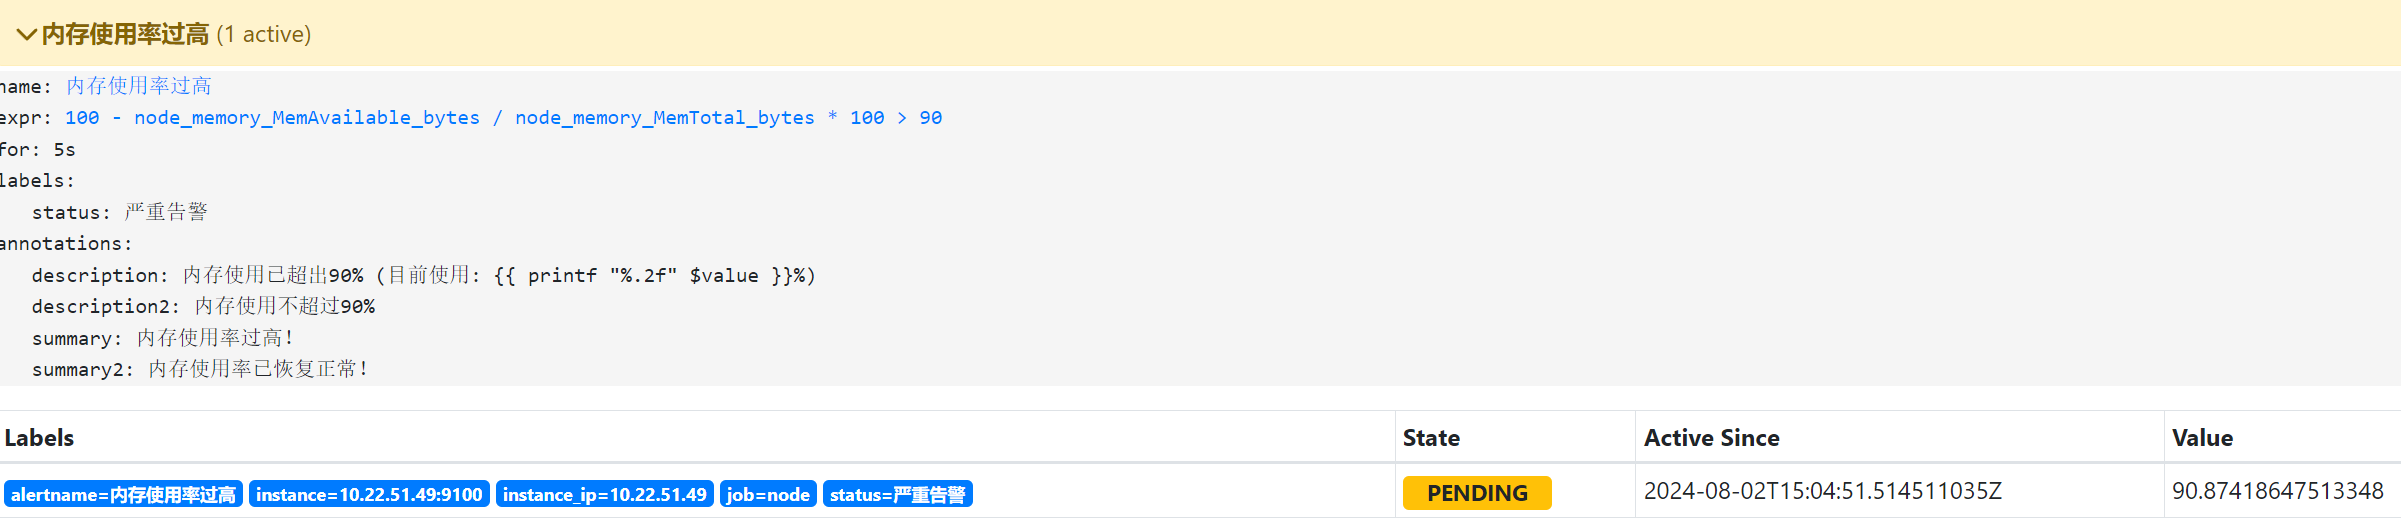 内存使用率过高 (1 active)
name: 内存使用率过高
expr: 100 - node_memory_MemAvailable_bytes / node_memory_MemTotal_bytes * 100 > 90
for: 5s
labels:
status: 严重告警
annotations:
description: 内存使用已超出90% (目前使用: {{ printf "%.2f" $value }}%)
description2: 内存使用不超过90%
summary: 内存使用率过高!
summary2: 内存使用率已恢复正常!
Labels State Active Since Value
alertname=内存使用率过高 instance=10.22.51.49:9100 instance_ip=10.22.51.49 job=node status=严重告警 PENDING 2024-08-02T15:04:51.514511035Z 90.87418647513348